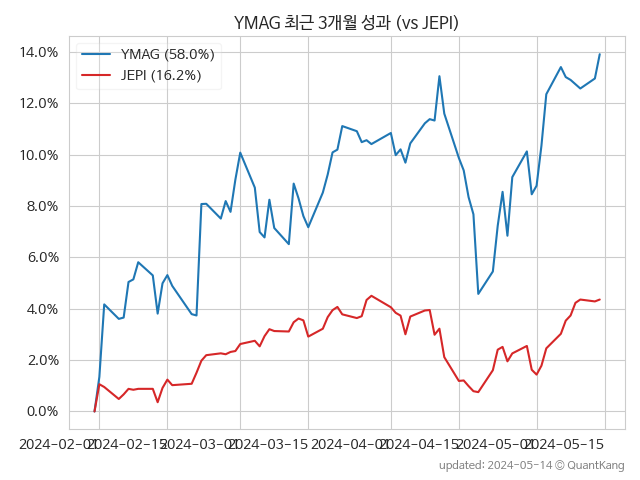 YMAG 최근 3개월 성과 (vs JEPI)
YMAG (58.0%)
JEPI (16.2%)
14.0%
12.0%
10.0%
8.0%
6.0%
4.0%
2.0%
0.0%
2024-02-01 2024-02-15 2024-03-01 2024-03-15 2024-04-01 2024-04-15 2024-05-01 2024-05-15
updated: 2024-05-14 © QuantKang